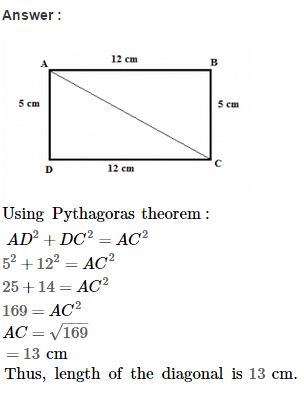 Answer :
12 cm
A B
5 cm 5 cm
D 12 cm C
Using Pythagoras theorem :
AD² + DC² = AC²
5² + 12² = AC²
25 + 14 = AC²
169 = AC²
AC = √169
= 13 cm
Thus, length of the diagonal is 13 cm.